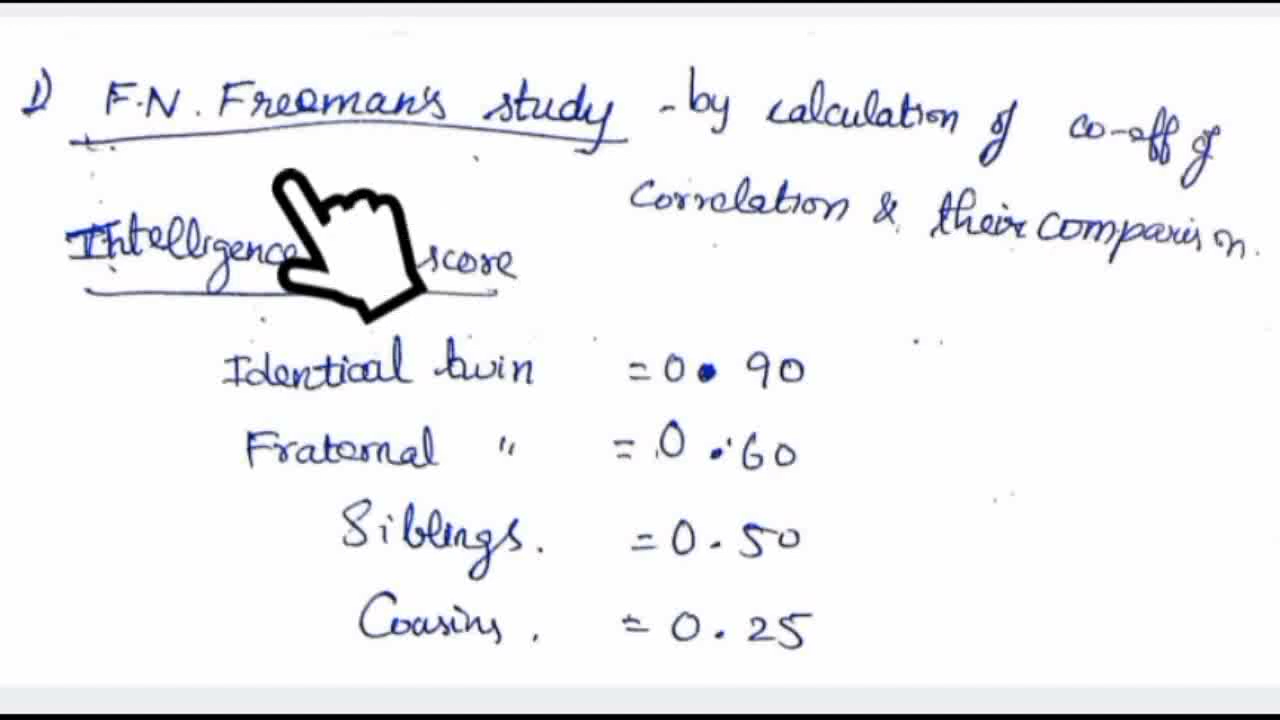 1) F.N. Freeman's study - by calculation of co-eff of
correlation & their comparison.
Intelligence score
Identical twin = 0.90
Fraternal " = 0.60
Siblings. = 0.50
Cousins. = 0.25